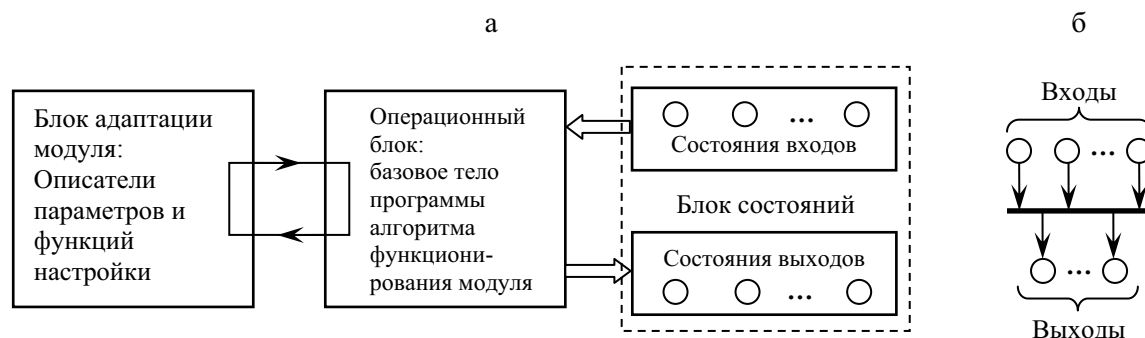 а
б
Блок адаптации
модуля:
Описатели
параметров и
функций
настройки
Операционный
блок:
базовое тело
программы
алгоритма
функциони-
рования модуля
...
Состояния входов
Блок состояний
Состояния выходов
...
Входы
...
...
Выходы